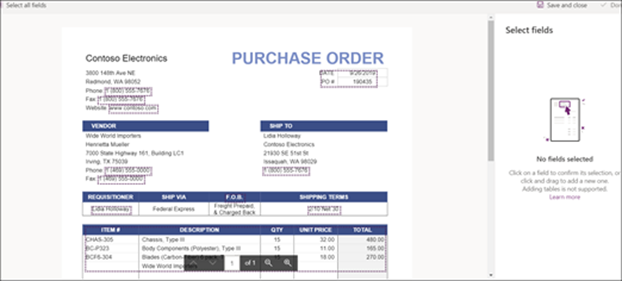 Select all fields
Save and close
Don
Contoso Electronics
PURCHASE ORDER
3800 148th Ave NE
Redmond, WA 98052
Phone: 1 (800) 555-7676
Fax: 1 (800) 555-7676
Website: www.contoso.com
DATE 9/26/2019
PO # 190435
VENDOR
Wide World Importers
Henrietta Mueller
7000 State Highway 161, Building LC1
Irving, TX 75039
Phone: 1 (469) 555-0000
Fax: 1 (469) 555-0000
SHIP TO
Lidia Holloway
Contoso Electronics
21930 SE 51st St
Issaquah, WA 98029
1 (800) 555-7676
REQUISITIONER SHIP VIA F.O.B. SHIPPING TERMS
Lidia Holloway Federal Express Freight Prepaid, & Charged Back 2/10 Net 30
ITEM # DESCRIPTION QTY UNIT PRICE TOTAL
CHAS-305 Chassis, Type III 15 32.00 480.00
BC-P323 Body Components (Polyester), Type III 15 11.00 165.00
BCF6-304 Blades (Carbon 15 18.00 270.00
Wide World Importers
1 of 1
Select fields
No fields selected
Click on a field to confirm its selection, or
click and drag to add a new one.
Adding tables is not supported.
Learn more